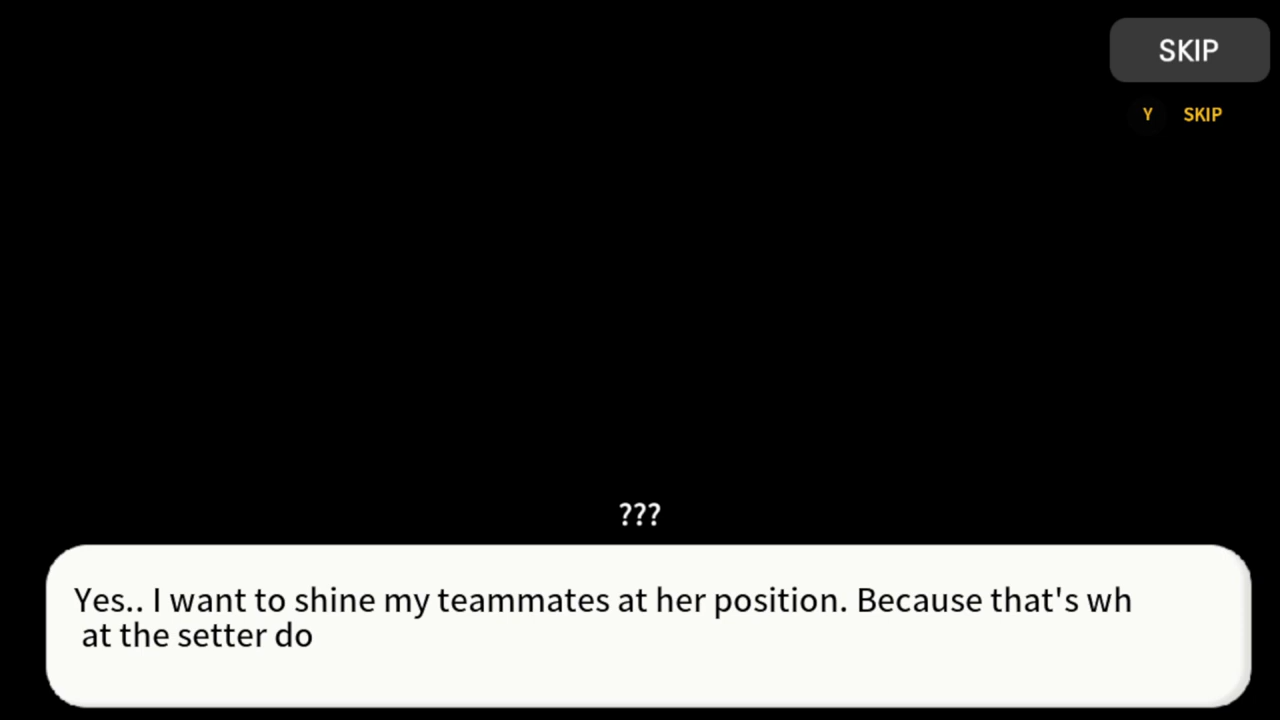 SKIP
Y SKIP
???
Yes.. I want to shine my teammates at her position. Because that's wh
at the setter do